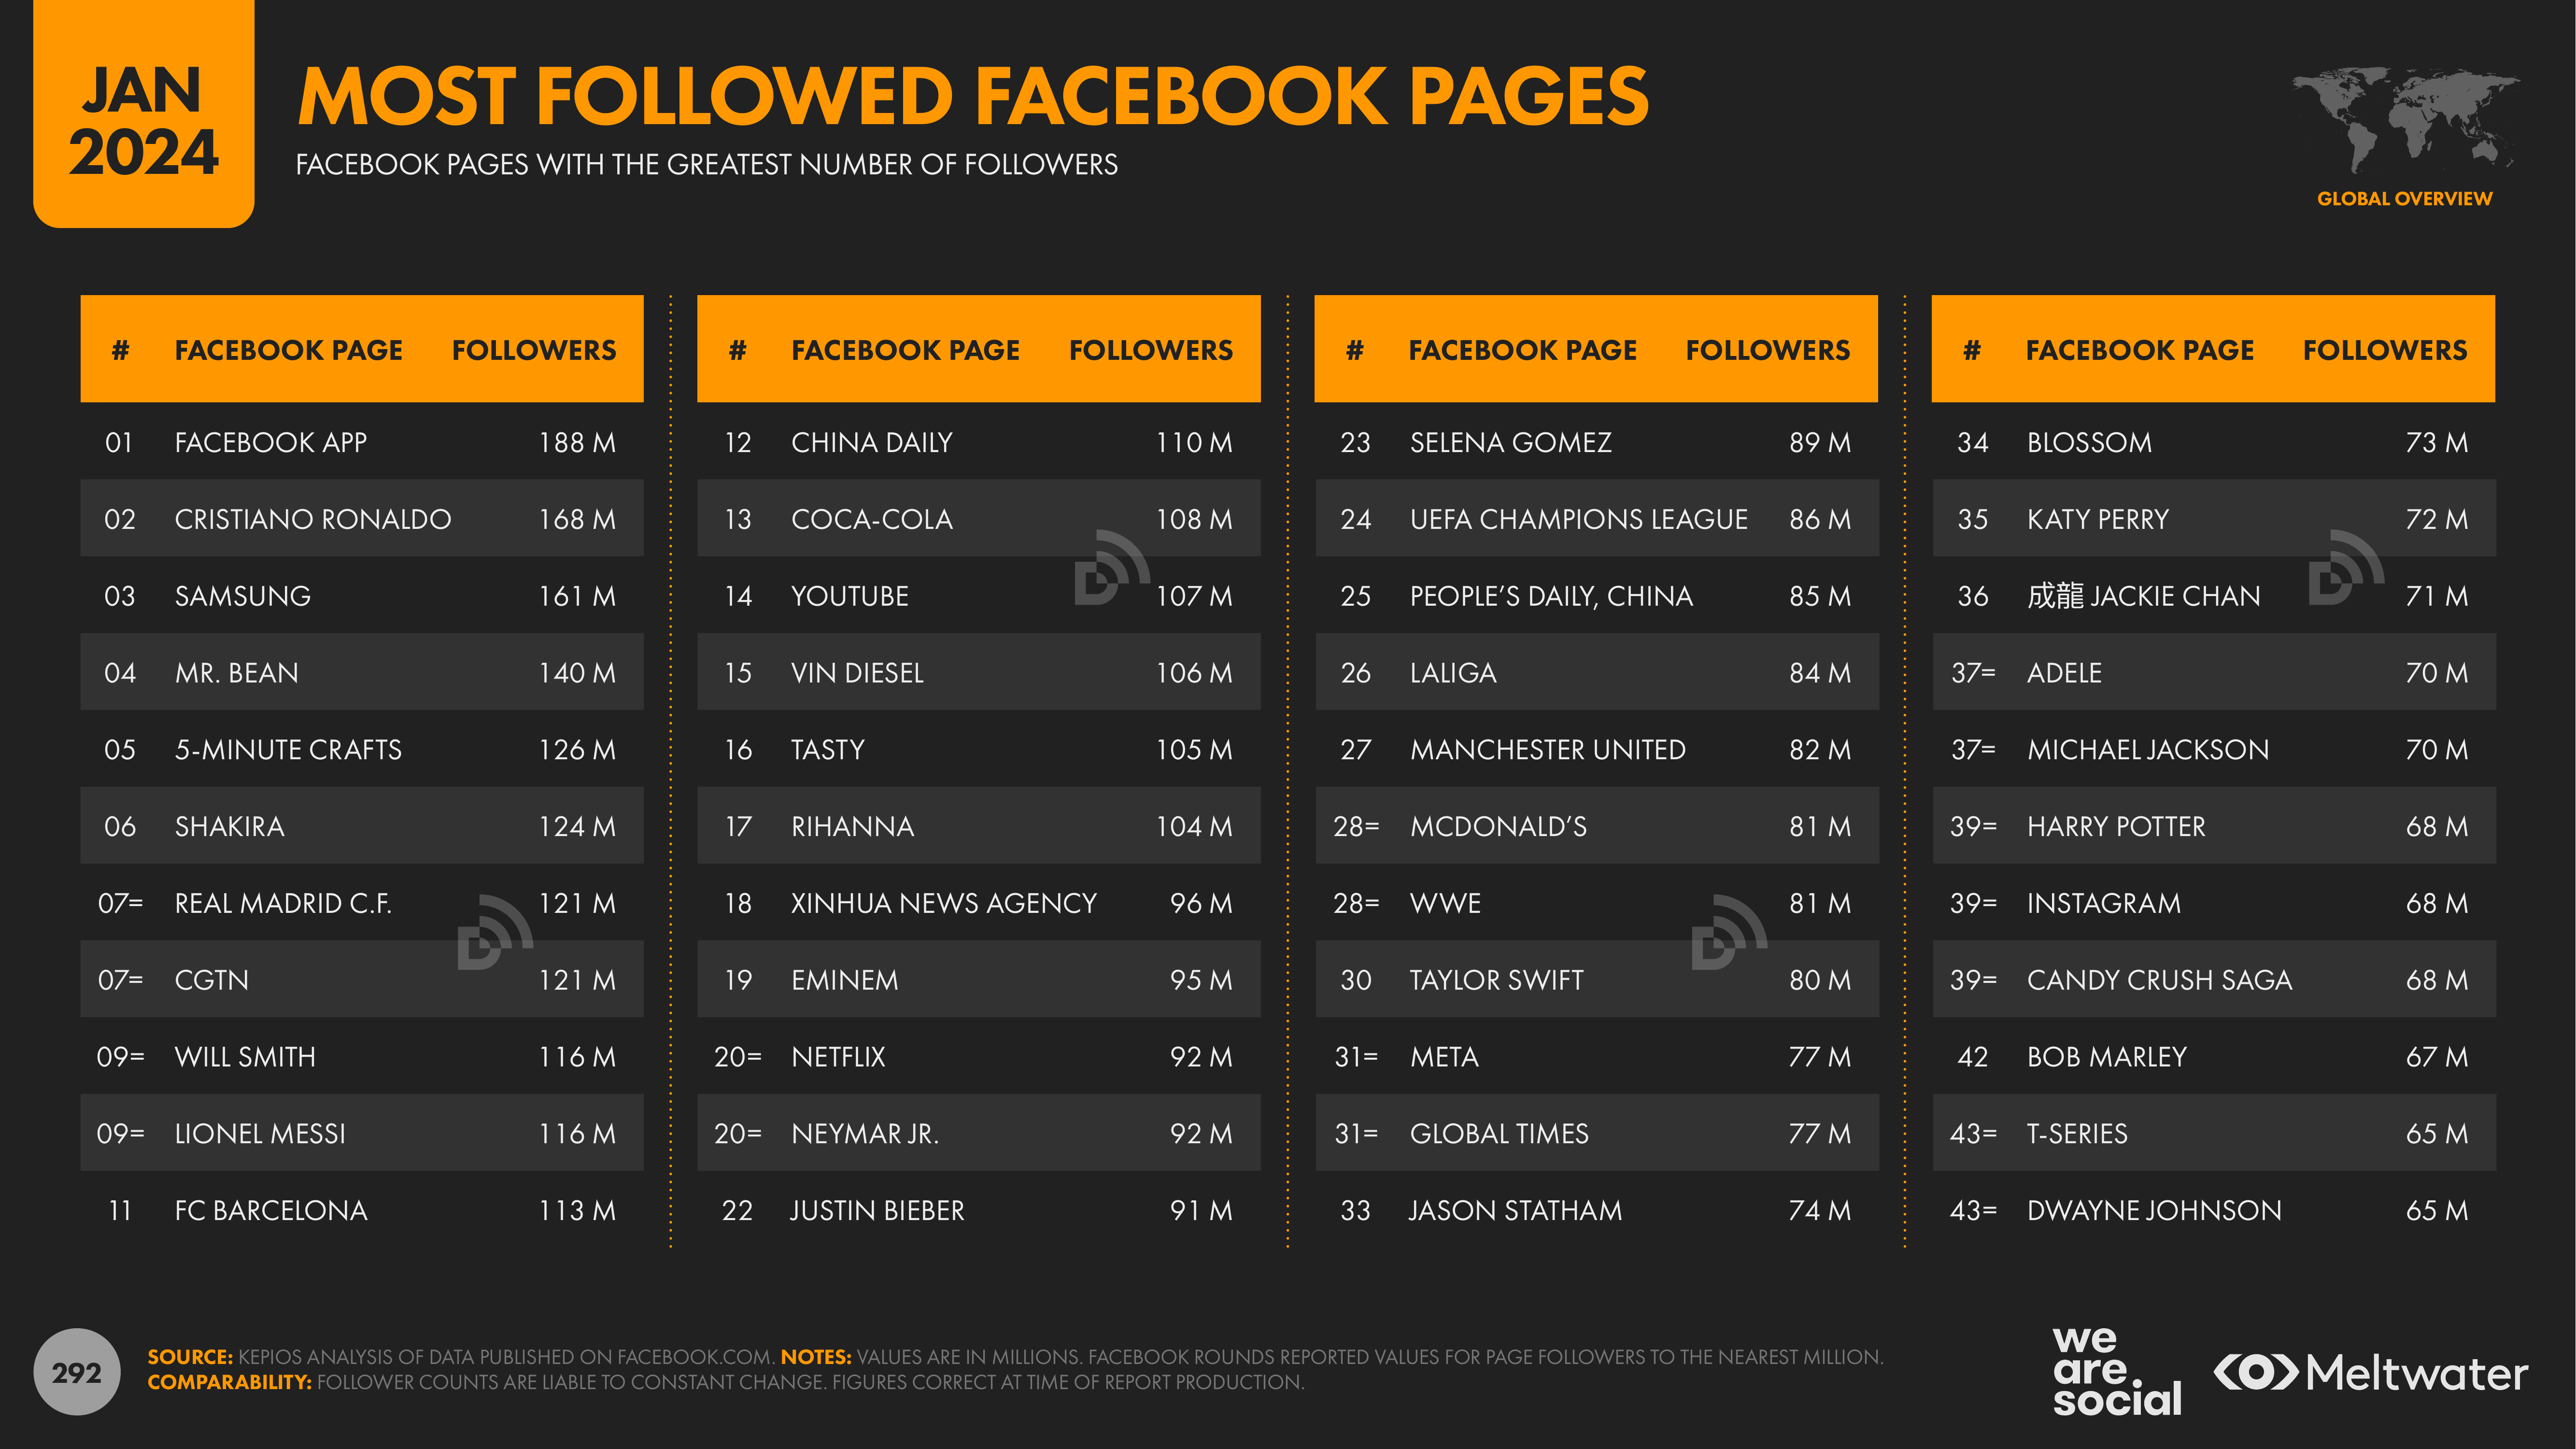 JAN
2024
MOST FOLLOWED FACEBOOK PAGES
FACEBOOK PAGES WITH THE GREATEST NUMBER OF FOLLOWERS
GLOBAL OVERVIEW
# FACEBOOK PAGE FOLLOWERS
01 FACEBOOK APP 188 M
02 CRISTIANO RONALDO 168 M
03 SAMSUNG 161 M
04 MR. BEAN 140 M
05 5-MINUTE CRAFTS 126 M
06 SHAKIRA 124 M
07= REAL MADRID C.F. 121 M
07= CGTN 121 M
09= WILL SMITH 116 M
09= LIONEL MESSI 116 M
11 FC BARCELONA 113 M
# FACEBOOK PAGE FOLLOWERS
12 CHINA DAILY 110 M
13 COCA-COLA 108 M
14 YOUTUBE 107 M
15 VIN DIESEL 106 M
16 TASTY 105 M
17 RIHANNA 104 M
18 XINHUA NEWS AGENCY 96 M
19 EMINEM 95 M
20= NETFLIX 92 M
20= NEYMAR JR. 92 M
22 JUSTIN BIEBER 91 M
# FACEBOOK PAGE FOLLOWERS
23 SELENA GOMEZ 89 M
24 UEFA CHAMPIONS LEAGUE 86 M
25 PEOPLE'S DAILY, CHINA 85 M
26 LALIGA 84 M
27 MANCHESTER UNITED 82 M
28= MCDONALD'S 81 M
28= WWE 81 M
30 TAYLOR SWIFT 80 M
31= META 77 M
31= GLOBAL TIMES 77 M
33 JASON STATHAM 74 M
# FACEBOOK PAGE FOLLOWERS
34 BLOSSOM 73 M
35 KATY PERRY 72 M
36 成龍 JACKIE CHAN 71 M
37= ADELE 70 M
37= MICHAEL JACKSON 70 M
39= HARRY POTTER 68 M
39= INSTAGRAM 68 M
39= CANDY CRUSH SAGA 68 M
42 BOB MARLEY 67 M
43= T-SERIES 65 M
43= DWAYNE JOHNSON 65 M
292
SOURCE: KEPIOS ANALYSIS OF DATA PUBLISHED ON FACEBOOK.COM. NOTES: VALUES ARE IN MILLIONS. FACEBOOK ROUNDS REPORTED VALUES FOR PAGE FOLLOWERS TO THE NEAREST MILLION.
COMPARABILITY: FOLLOWER COUNTS ARE LIABLE TO CONSTANT CHANGE. FIGURES CORRECT AT TIME OF REPORT PRODUCTION.
we
are
social
Meltwater